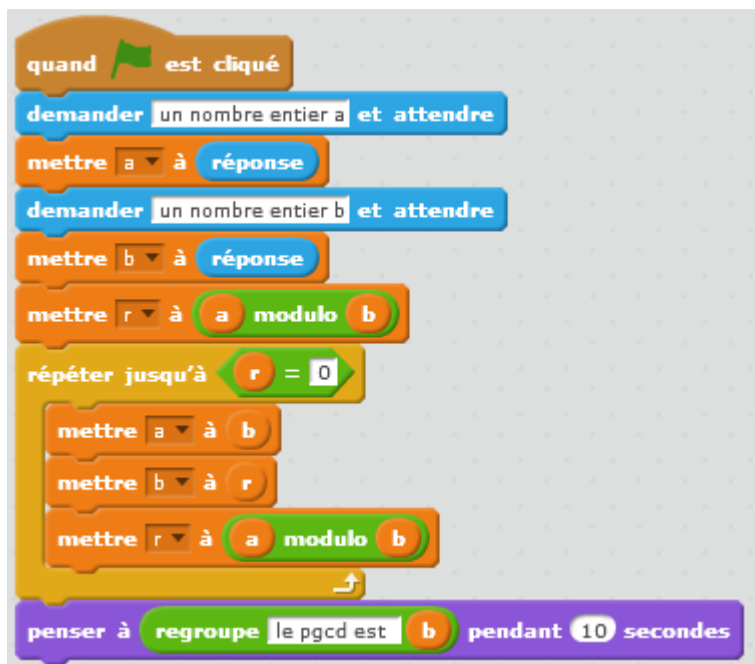 quand est cliqué
demander un nombre entier a et attendre
mettre a à réponse
demander un nombre entier b et attendre
mettre b à réponse
mettre r à a modulo b
répéter jusqu'à r = 0
mettre a à b
mettre b à r
mettre r à a modulo b
penser à regroupe le pgcd est b pendant 10 secondes